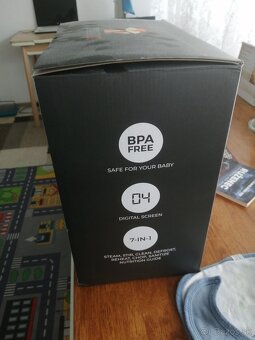 BPA
FREE
SAFE FOR YOUR BABY
04
DIGITAL SCREEN
7-IN-1
STEAM, STIR, CLEAN, DEFROST,
REHEAT, CHOP, SANITIZE
NUTRITION GUIDE